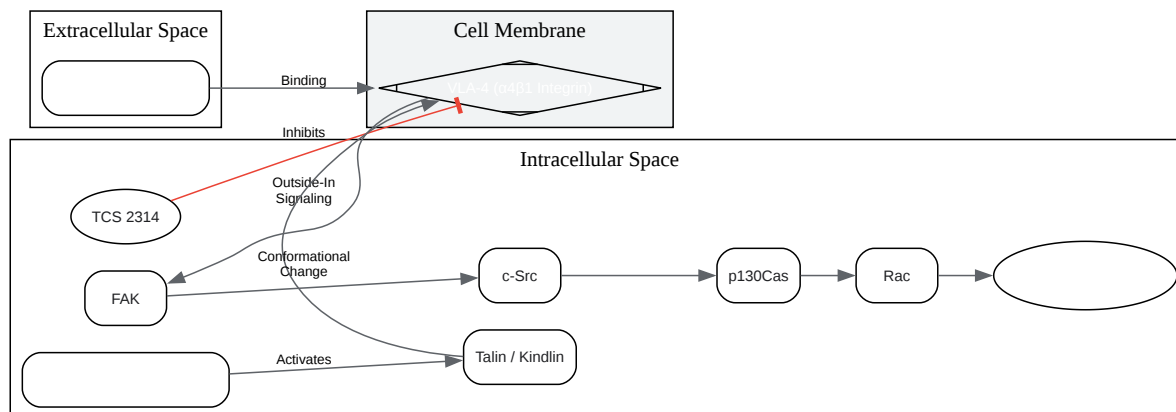 Extracellular Space
Cell Membrane
Binding
VLA-4 (α4β1 Integrin)
Inhibits
Intracellular Space
Outside-In
Signaling
TCS 2314
Conformational
Change
FAK
c-Src
p130Cas
Rac
Activates
Talin / Kindlin